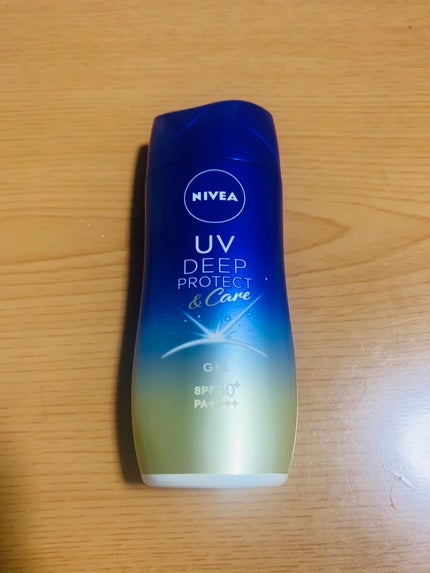 NIVEA
UV
DEEP
PROTECT
& Care
GEL
SPF50+
PA++++